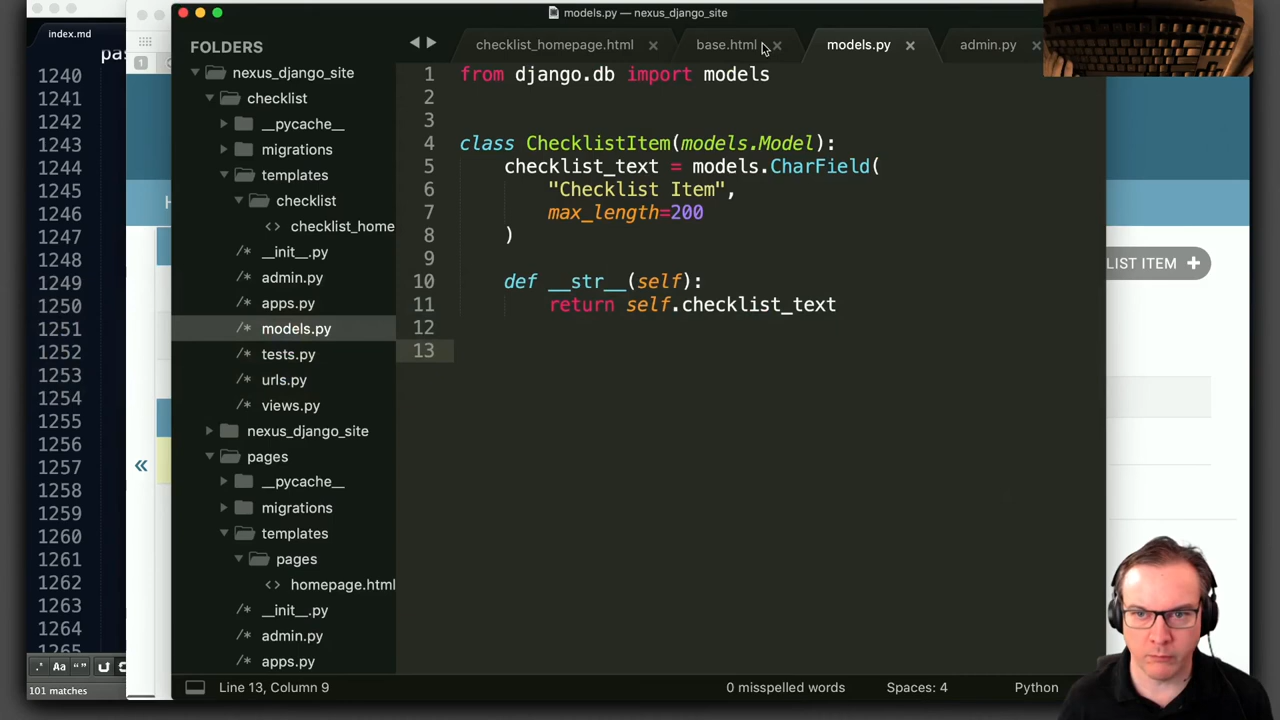 models.py — nexus_django_site
index.md
FOLDERS
checklist_homepage.html
base.html
models.py
admin.py
pas
1240
1241
1242
1243
1244
1245
1246
1247
1248
1249
1250
1251
1252
1253
1254
1255
1256
1257
1258
1259
1260
1261
1262
1263
1264
1265
Aa
101 matches
1
H
«
nexus_django_site
checklist
__pycache__
migrations
templates
checklist
checklist_home
__init__.py
admin.py
apps.py
models.py
tests.py
urls.py
views.py
nexus_django_site
pages
__pycache__
migrations
templates
pages
homepage.html
__init__.py
admin.py
apps.py
1 from django.db import models
2
3
4 class ChecklistItem(models.Model):
5 checklist_text = models.CharField(
6 "Checklist Item",
7 max_length=200
8 )
9
10 def __str__(self):
11 return self.checklist_text
12
13
LIST ITEM +
Line 13, Column 9
0 misspelled words
Spaces: 4
Python